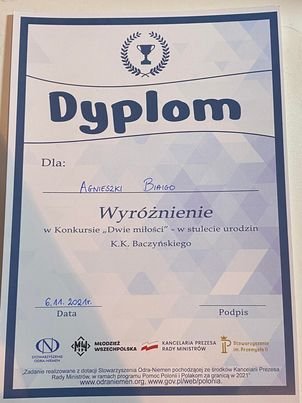 Dyplom
Dla:
Agnieszki Biaigo
Wyróżnienie
w Konkursie „Dwie miłości” - w stulecie urodzin
K.K. Baczyńskiego
6.11.2021r.
Data Podpis
STOWARZYSZENIE
ODRA-NIEMEN
MŁODZIEŻ
WSZECHPOLSKA
KANCELARIA PREZESA
RADY MINISTRÓW
Stowarzyszenie
im. Przemysła II
"Zadanie realizowane z dotacji Stowarzyszenia Odra-Niemen pochodzącej ze środków Kancelarii Prezesa
Rady Ministrów, w ramach programu Pomoc Polonii i Polakom za granicą w 2021"
www.odraniemen.org, www.gov.pl/web/polonia.